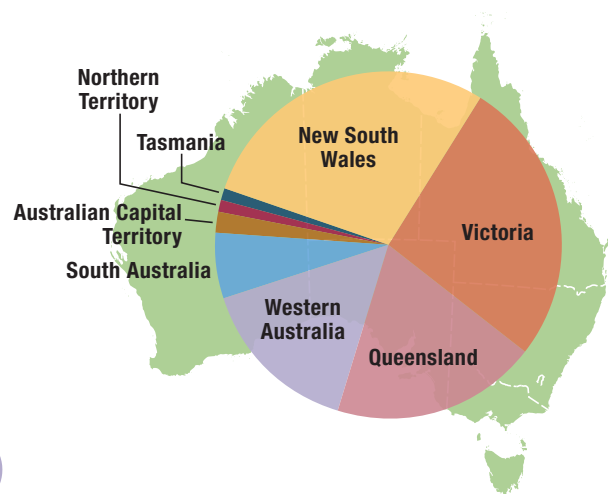 Northern
Territory
Tasmania
New South
Wales
Australian Capital
Territory
Victoria
South Australia
Western
Australia
Queensland